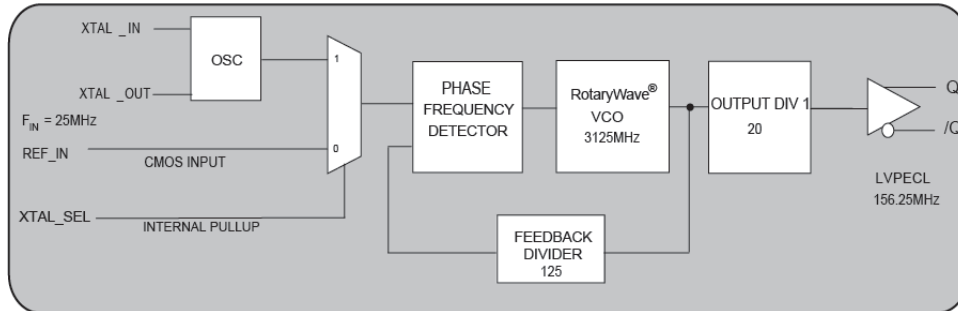 XTAL _IN
OSC
XTAL _OUT
F_IN = 25MHz
REF_IN
CMOS INPUT
XTAL_SEL
INTERNAL PULLUP
1
0
PHASE
FREQUENCY
DETECTOR
RotaryWave®
VCO
3125MHz
OUTPUT DIV 1
20
FEEDBACK
DIVIDER
125
Q
/Q
LVPECL
156.25MHz